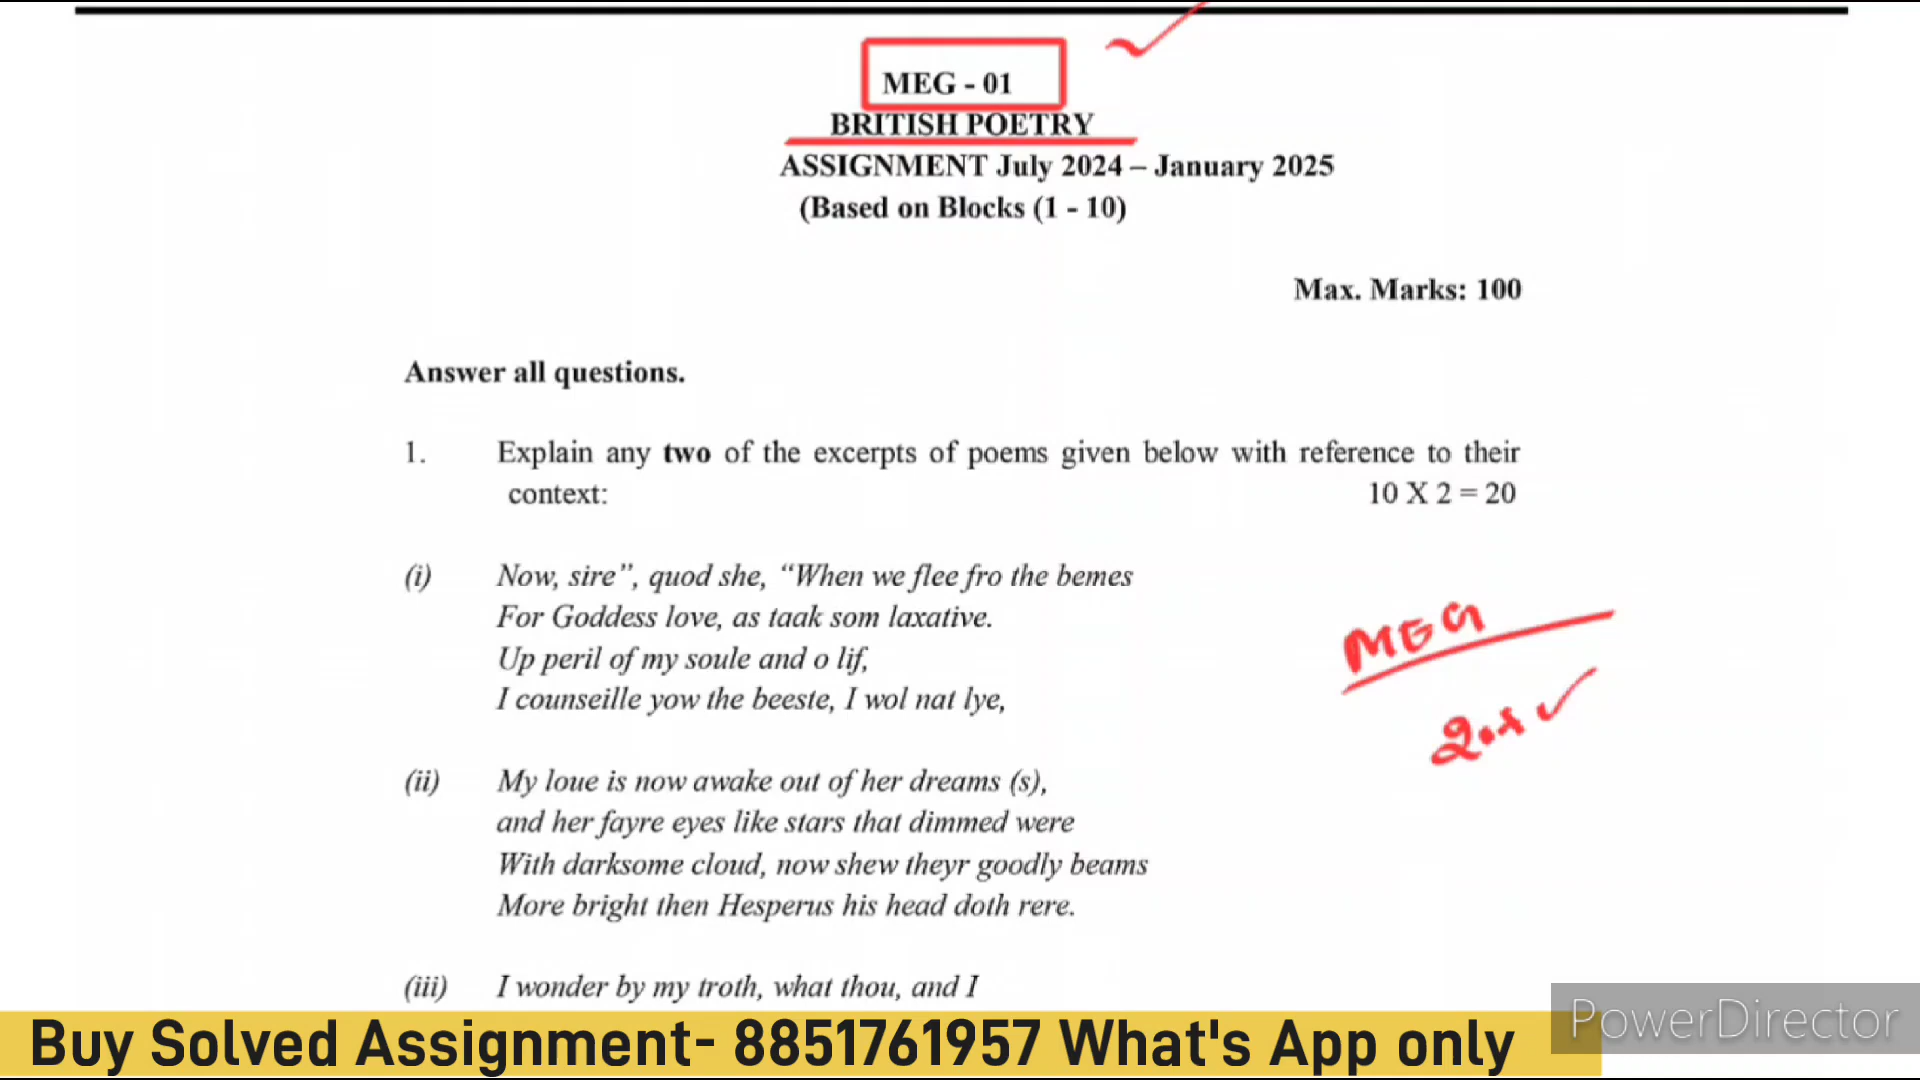 MEG - 01
BRITISH POETRY
ASSIGNMENT July 2024 – January 2025
(Based on Blocks (1 - 10)
Max. Marks: 100
Answer all questions.
1. Explain any two of the excerpts of poems given below with reference to their
context: 10 X 2 = 20
(i) Now, sire”, quod she, “When we flee fro the bemes
For Goddess love, as taak som laxative.
Up peril of my soule and o lif,
I counseille yow the beeste, I wol nat lye,
MEG
(ii) My loue is now awake out of her dreams (s),
and her fayre eyes like stars that dimmed were
With darksome cloud, now shew theyr goodly beams
More bright then Hesperus his head doth rere.
(iii) I wonder by my troth, what thou, and I
Buy Solved Assignment- 8851761957 What's App only
PowerDirector